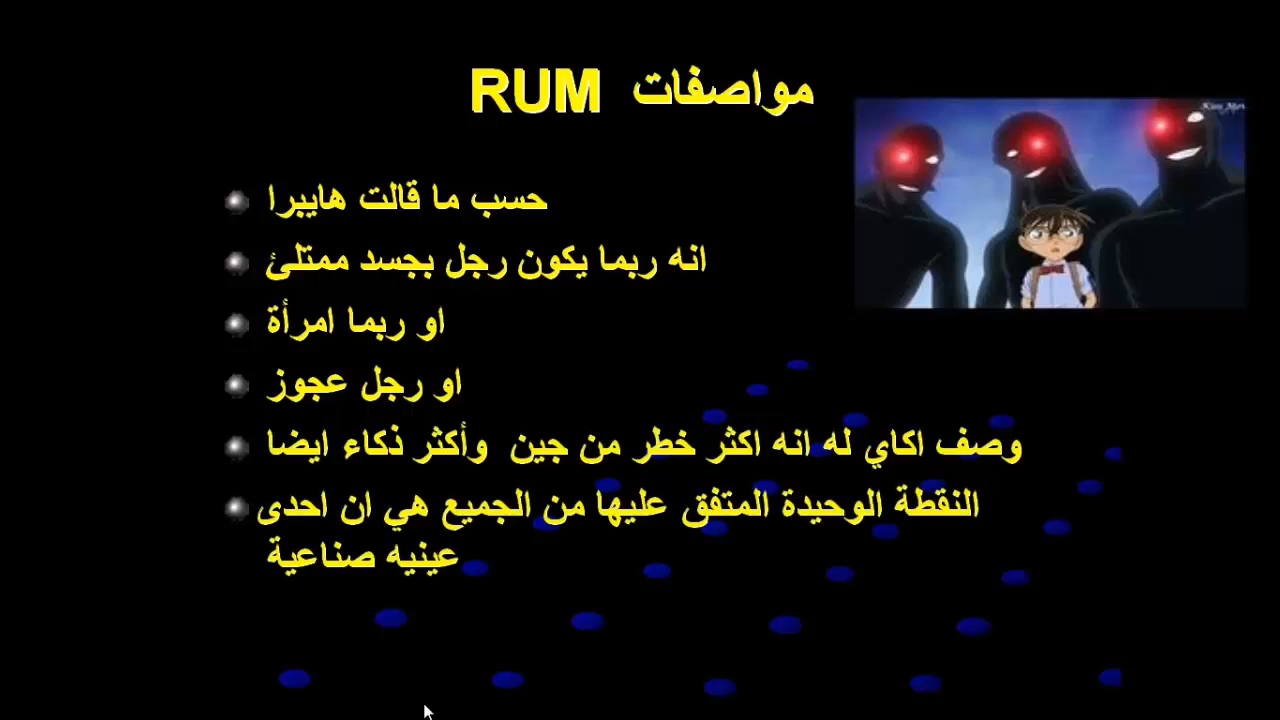 مواصفات RUM
حسب ما قالت هايبرا
انه ربما يكون رجل بجسد ممتلئ
او ربما امرأة
او رجل عجوز
وصف اكاي له انه اكثر خطر من جين وأكثر ذكاء ايضا
النقطة الوحيدة المتفق عليها من الجميع هي ان احدى
عينيه صناعية